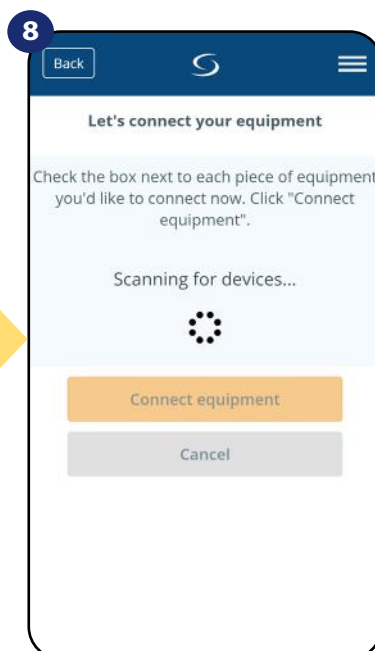 8
Back
Let's connect your equipment
Check the box next to each piece of equipment
you'd like to connect now. Click "Connect
equipment".
Scanning for devices...
Connect equipment
Cancel